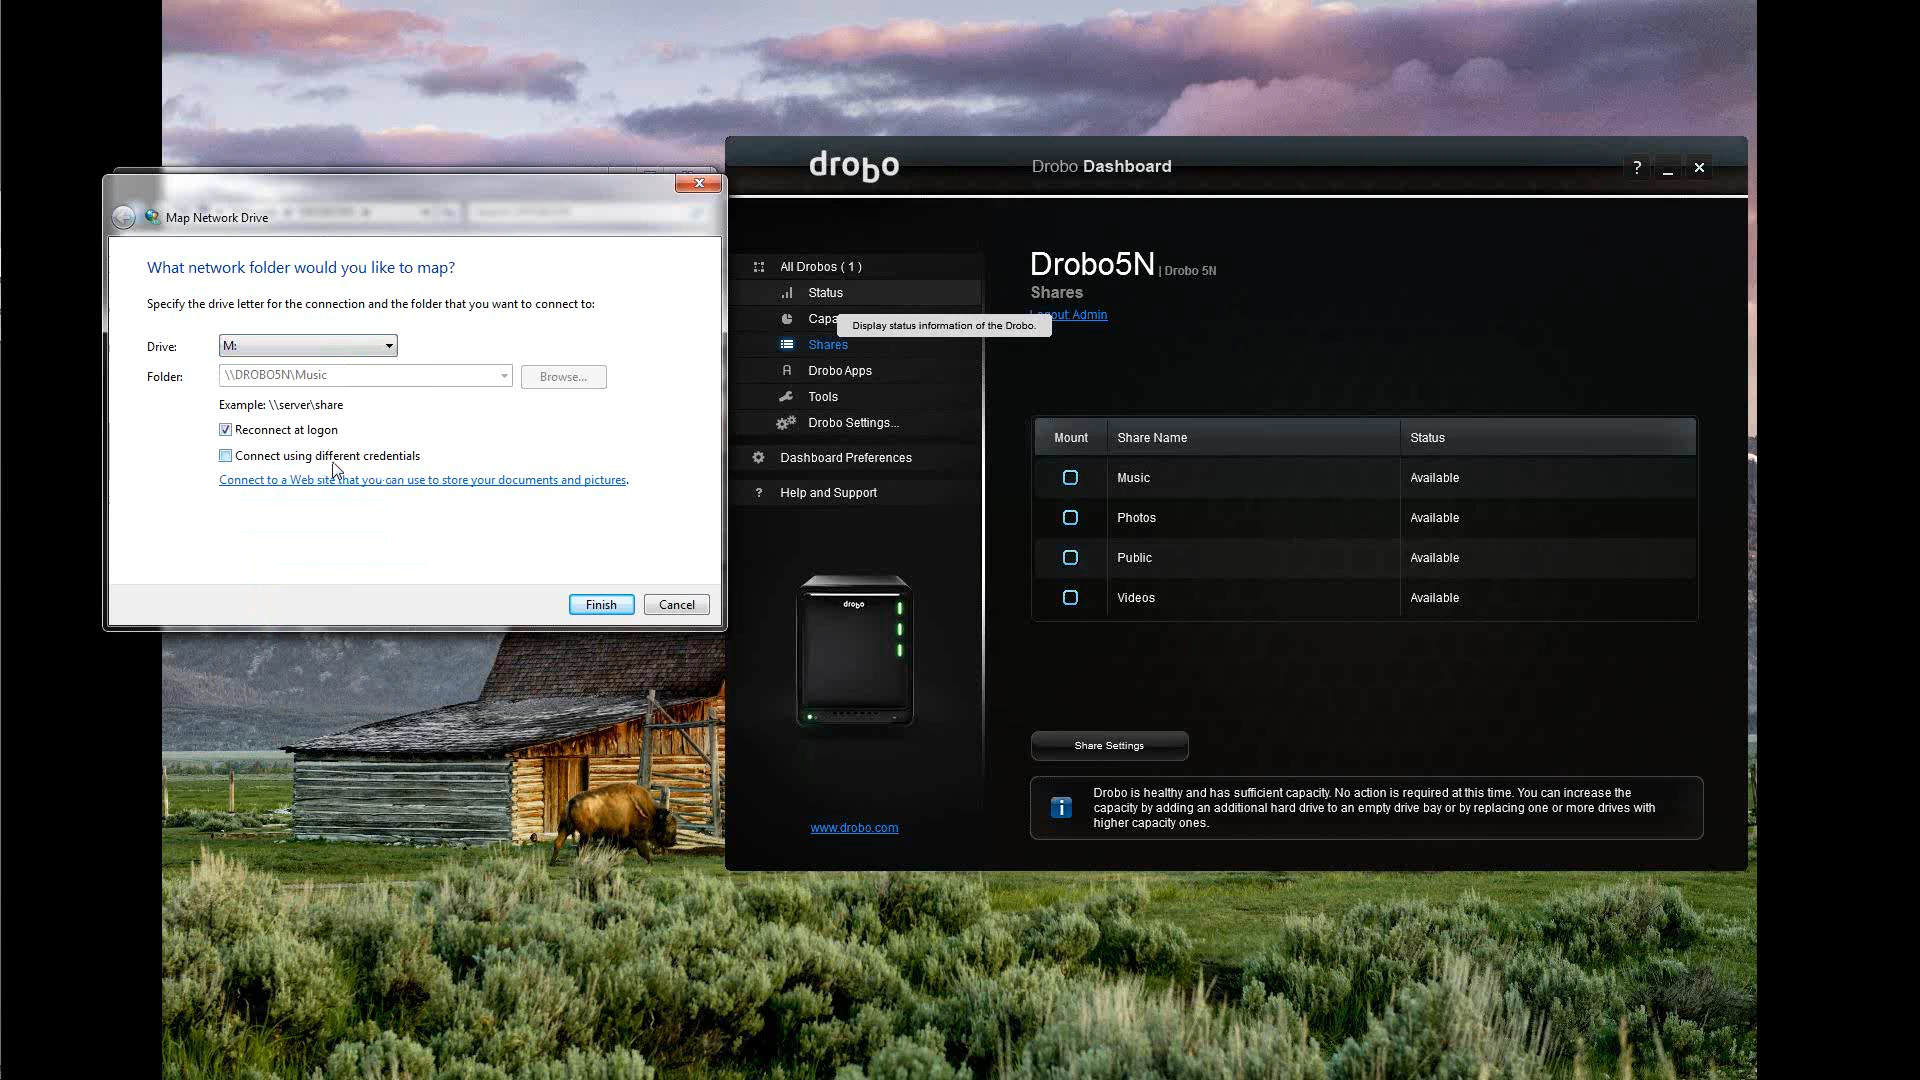 Map Network Drive
What network folder would you like to map?
Specify the drive letter for the connection and the folder that you want to connect to:
Drive:
M:
Folder:
\\DROBO5N\Music
Browse...
Example: \\server\share
Reconnect at logon
Connect using different credentials
Connect to a Web site that you can use to store your documents and pictures.
Finish
Cancel
drobo
Drobo Dashboard
?
All Drobos ( 1 )
Status
Display status information of the Drobo.
Shares
Drobo Apps
Tools
Drobo Settings...
Dashboard Preferences
? Help and Support
drobo
www.drobo.com
Drobo5N | Drobo 5N
Shares
Admin
Mount Share Name Status
Music Available
Photos Available
Public Available
Videos Available
Share Settings
Drobo is healthy and has sufficient capacity. No action is required at this time. You can increase the
capacity by adding an additional hard drive to an empty drive bay or by replacing one or more drives with
higher capacity ones.